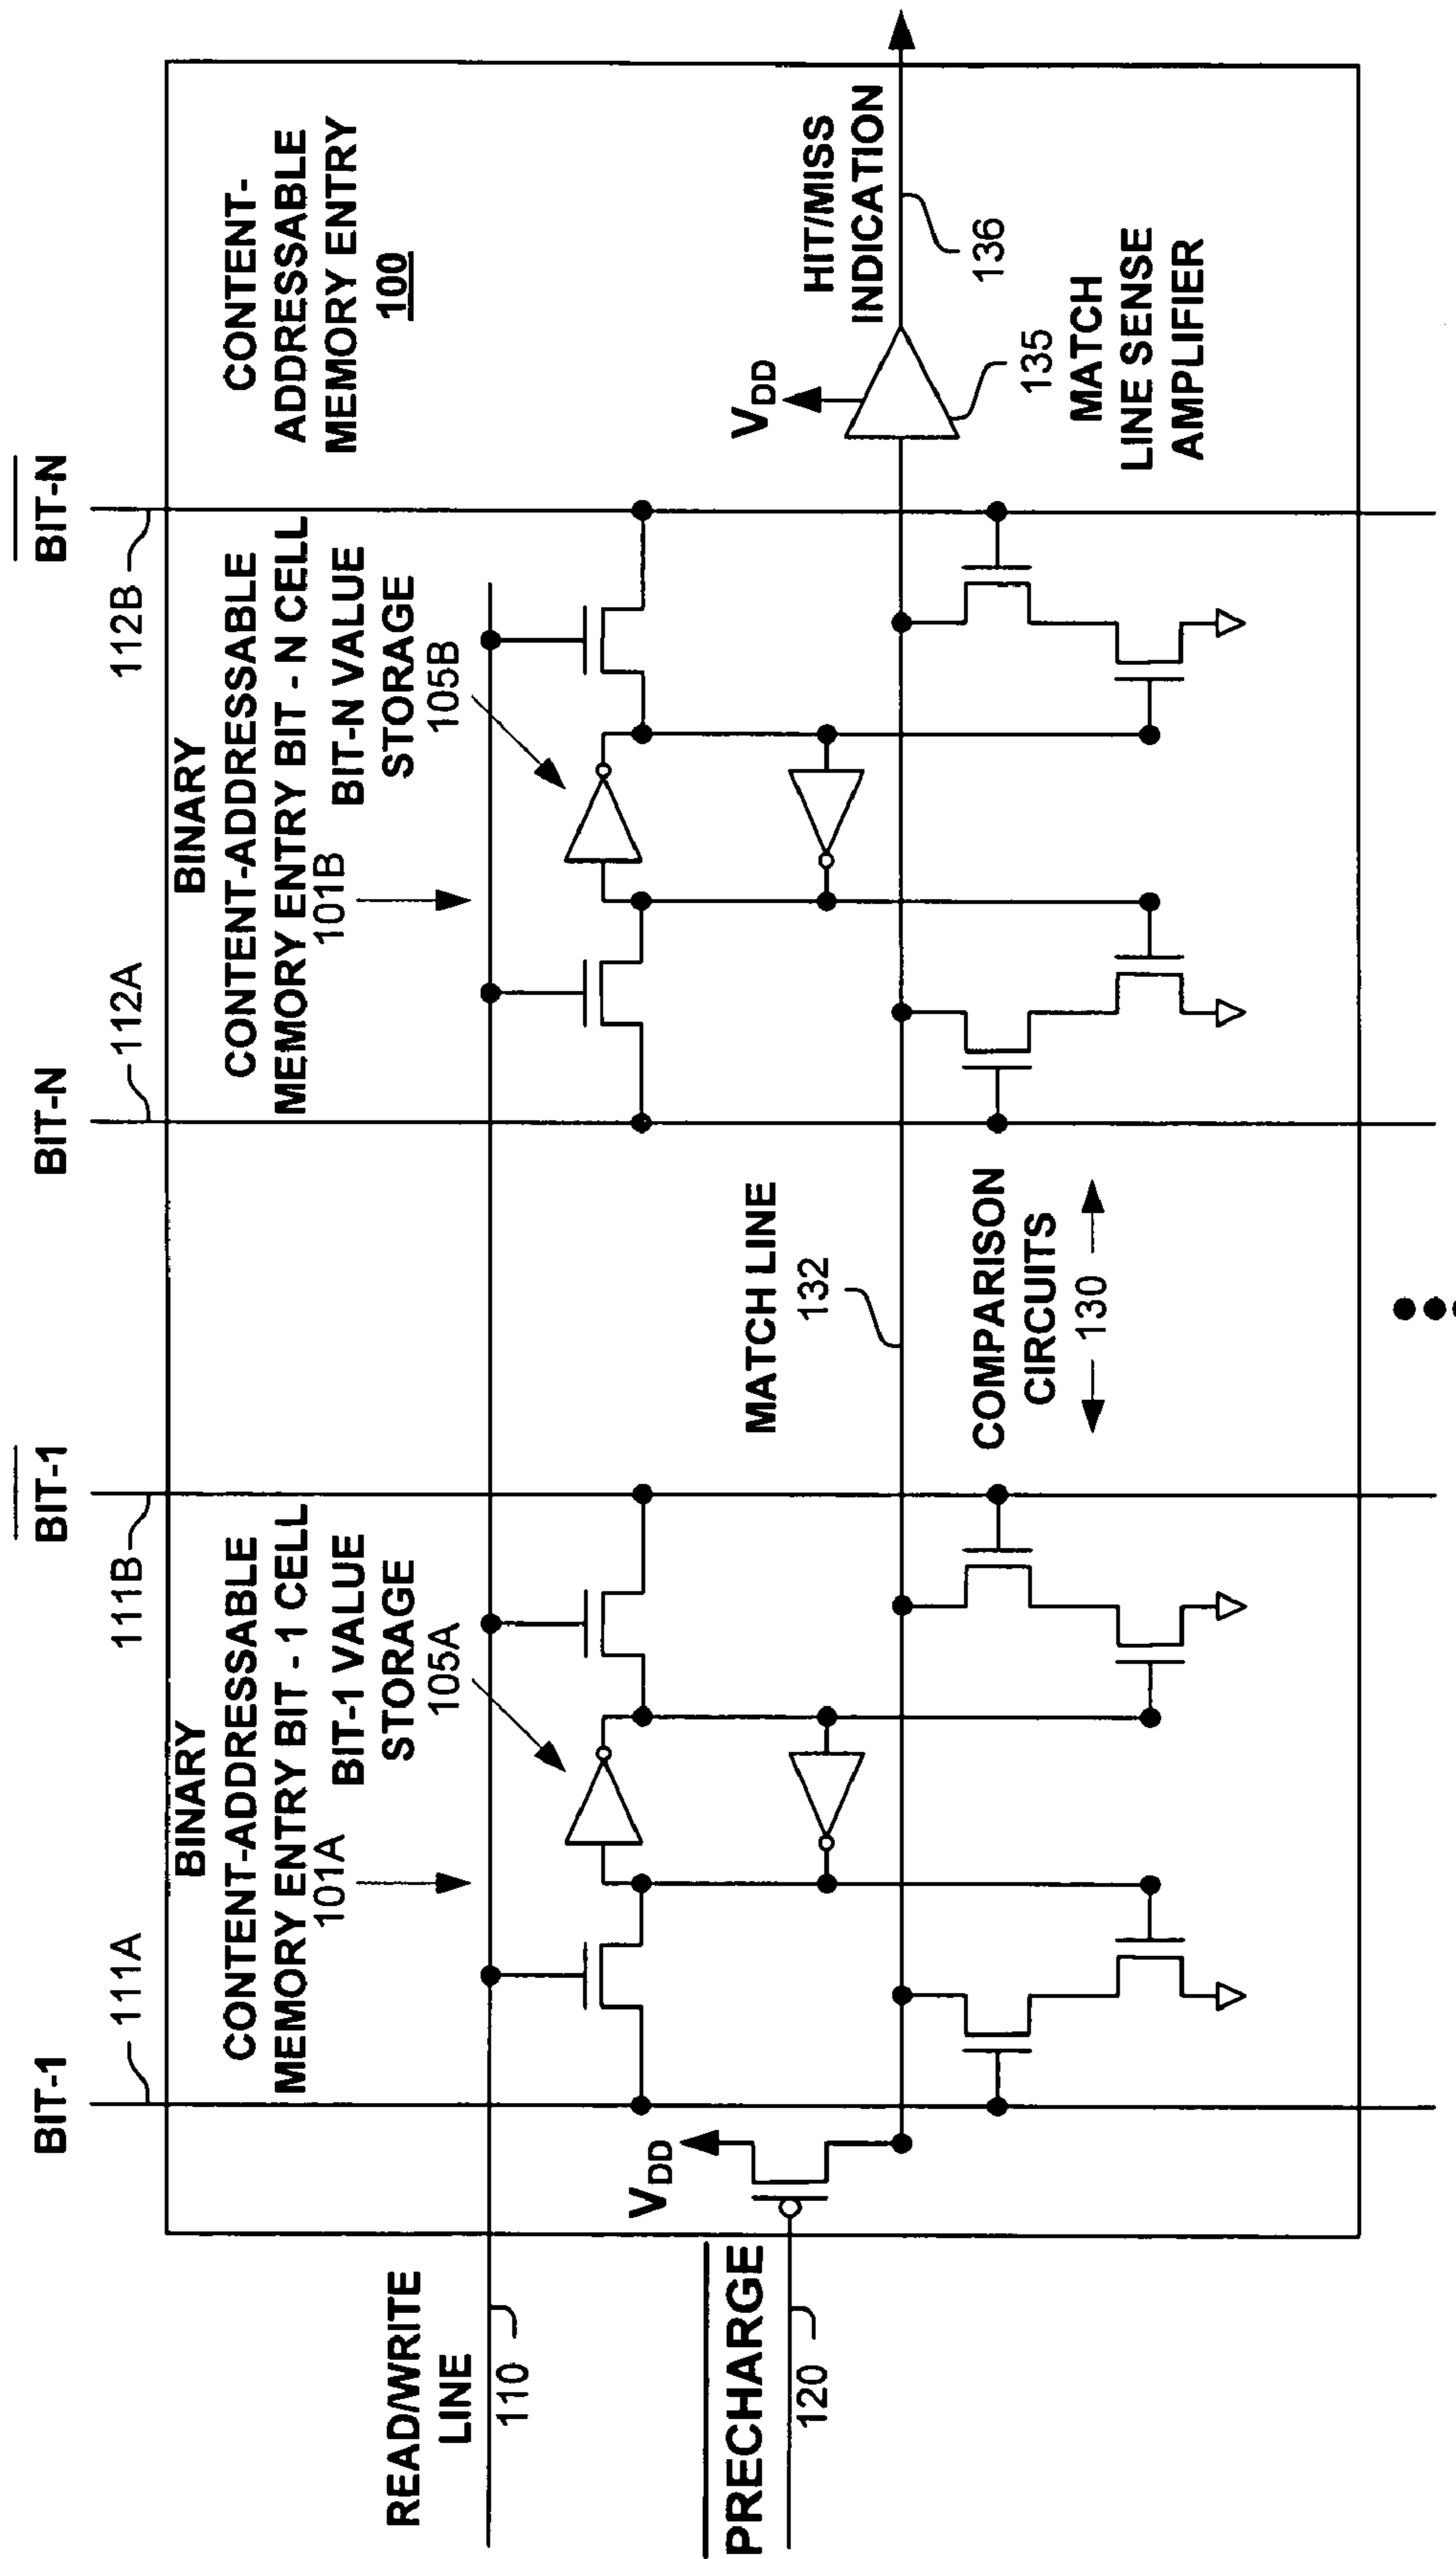 BIT-1
BIT-1
BIT-N
BIT-N
111A
111B
112A
112B
BINARY
CONTENT-ADDRESSABLE
MEMORY ENTRY BIT - 1 CELL
101A
BIT-1 VALUE
STORAGE
105A
BINARY
CONTENT-ADDRESSABLE
MEMORY ENTRY BIT - N CELL
101B
BIT-N VALUE
STORAGE
105B
CONTENT-
ADDRESSABLE
MEMORY ENTRY
100
READ/WRITE
LINE
110
VDD
PRECHARGE
120
MATCH LINE
132
COMPARISON
CIRCUITS
130
VDD
HIT/MISS
INDICATION
136
135
MATCH
LINE SENSE
AMPLIFIER